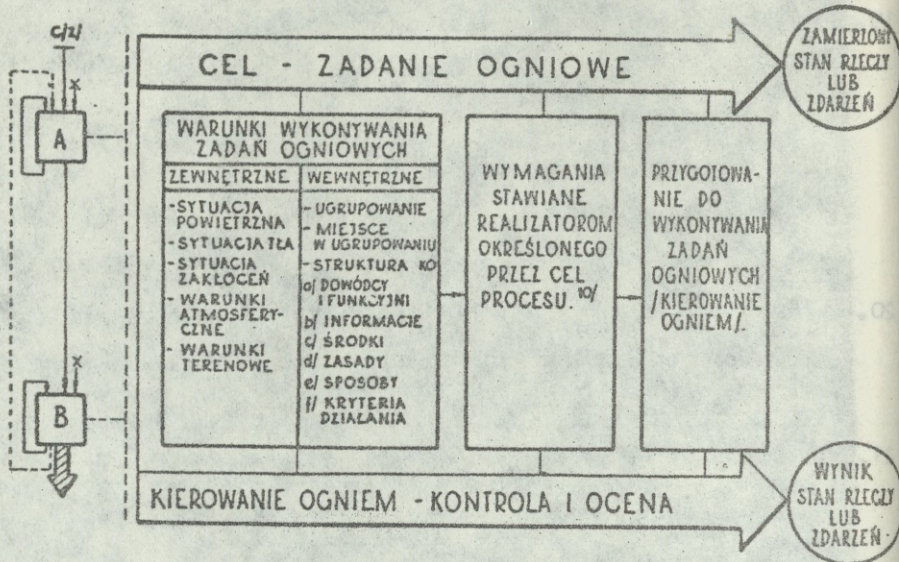 c/z/
x
A
x
B
CEL - ZADANIE OGNIOWE
ZAMIERZONY
STAN RZECZY
LUB
ZDARZEŃ
WARUNKI WYKONYWANIA
ZADAŃ OGNIOWYCH
ZEWNĘTRZNE
- SYTUACJA
POWIETRZNA
- SYTUACJA TŁA
- SYTUACJA
ZAKŁÓCEŃ
- WARUNKI
ATMOSFERY-
CZNE
- WARUNKI
TERENOWE
WEWNĘTRZNE
- UGRUPOWANIE
- MIEJSCE
W UGRUPOWANIU
- STRUKTURA KO
a/ DOWÓDCY
I FUNKCYJNI
b/ INFORMACJE
c/ ŚRODKI
d/ ZASADY
e/ SPOSOBY
f/ KRYTERIA
DZIAŁANIA
WYMAGANIA
STAWIANE
REALIZATOROM
OKREŚLONEGO
PRZEZ CEL
PROCESU. 10/
PRZYGOTOWA-
NIE DO
WYKONYWANIA
ZADAŃ
OGNIOWYCH
/KIEROWANIE
OGNIEM/.
KIEROWANIE OGNIEM - KONTROLA I OCENA
WYNIK
STAN RZECZY
LUB
ZDARZEŃ